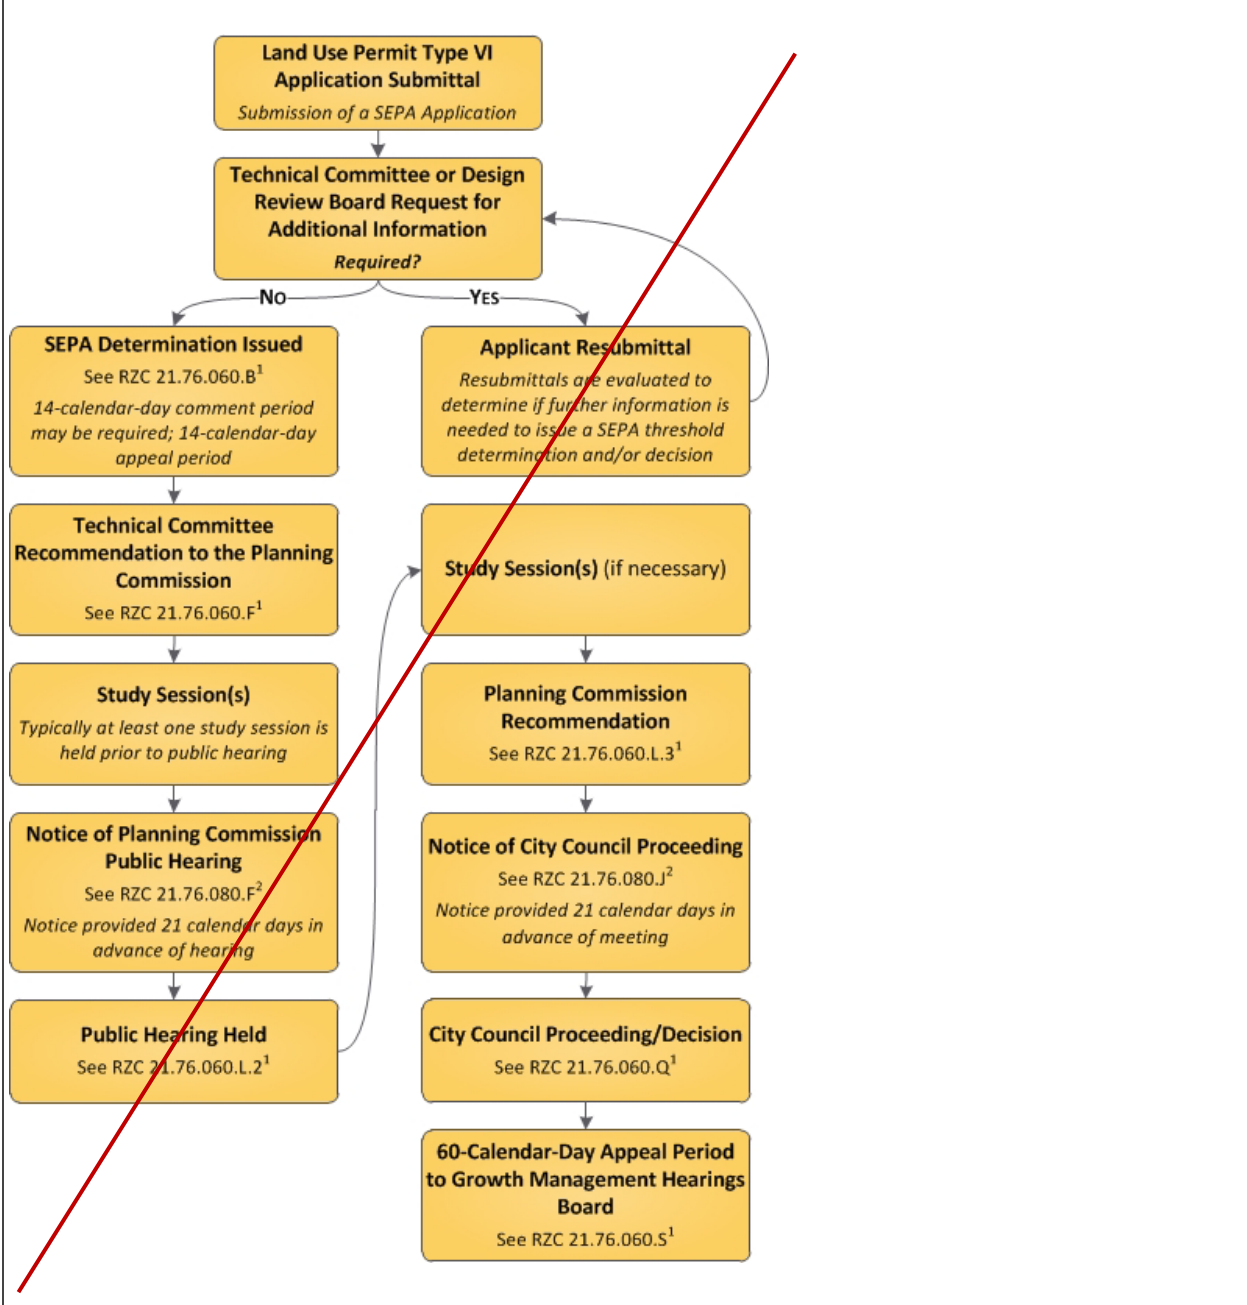 Land Use Permit Type VI
Application Submittal
Submission of a SEPA Application
Technical Committee or Design
Review Board Request for
Additional Information
Required?
No
Yes
SEPA Determination Issued
See RZC 21.76.060.B1
14-calendar-day comment period
may be required; 14-calendar-day
appeal period
Applicant Resubmittal
Resubmittals are evaluated to
determine if further information is
needed to issue a SEPA threshold
determination and/or decision
Technical Committee
Recommendation to the Planning
Commission
See RZC 21.76.060.F1
Study Session(s)
Typically at least one study session is
held prior to public hearing
Notice of Planning Commission
Public Hearing
See RZC 21.76.080.F2
Notice provided 21 calendar days in
advance of hearing
Public Hearing Held
See RZC 21.76.060.L.21
Study Session(s) (if necessary)
Planning Commission
Recommendation
See RZC 21.76.060.L.31
Notice of City Council Proceeding
See RZC 21.76.080.J2
Notice provided 21 calendar days in
advance of meeting
City Council Proceeding/Decision
See RZC 21.76.060.Q1
60-Calendar-Day Appeal Period
to Growth Management Hearings
Board
See RZC 21.76.060.S1